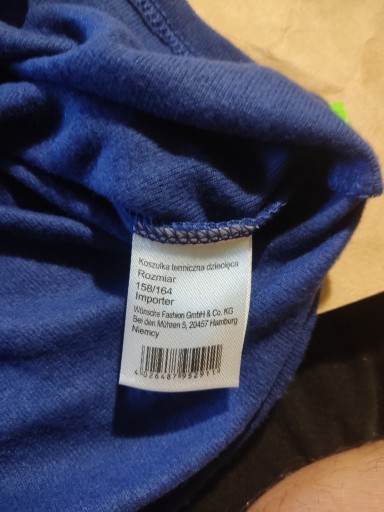 Koszulka termiczna dziecięca
Rozmiar
158/164
Importer
Wünsche Fashion GmbH & Co. KG
Bei den Mühren 5, 20457 Hamburg
Niemcy